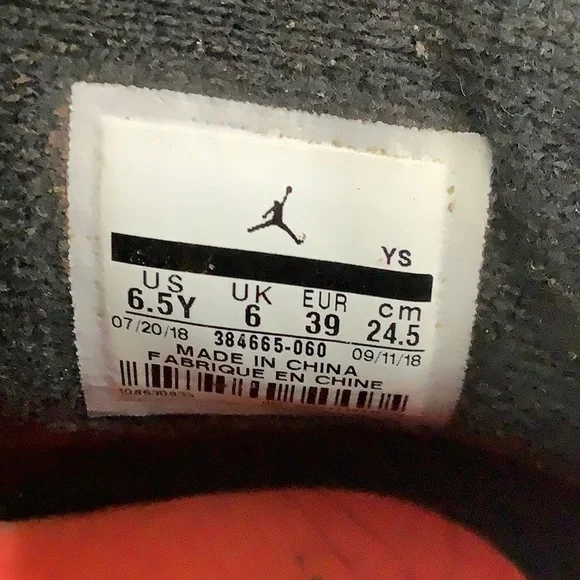 YS
US UK EUR cm
6.5Y 6 39 24.5
07/20/18 384665-060 09/11/18
MADE IN CHINA
FABRIQUE EN CHINE